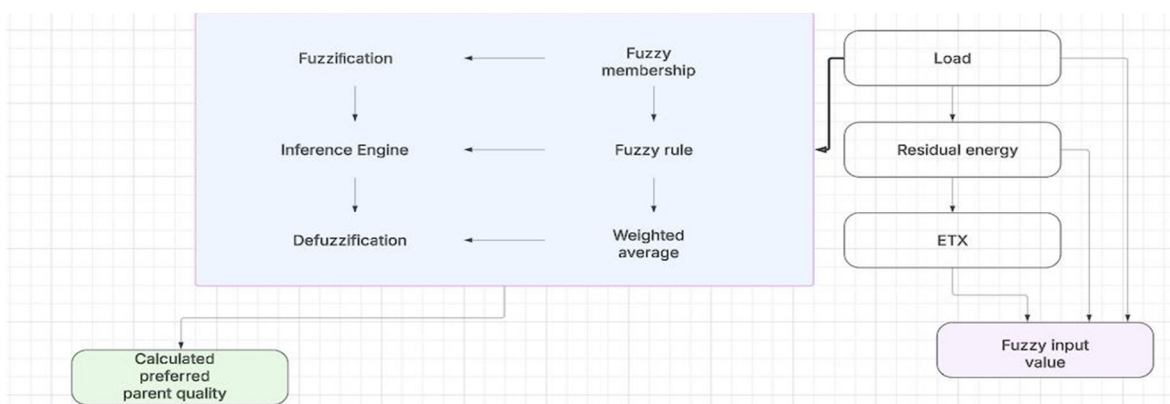 Fuzzification
Fuzzy
membership
Load
Inference Engine
Fuzzy rule
Residual energy
Defuzzification
Weighted
average
ETX
Calculated
preferred
parent quality
Fuzzy input
value